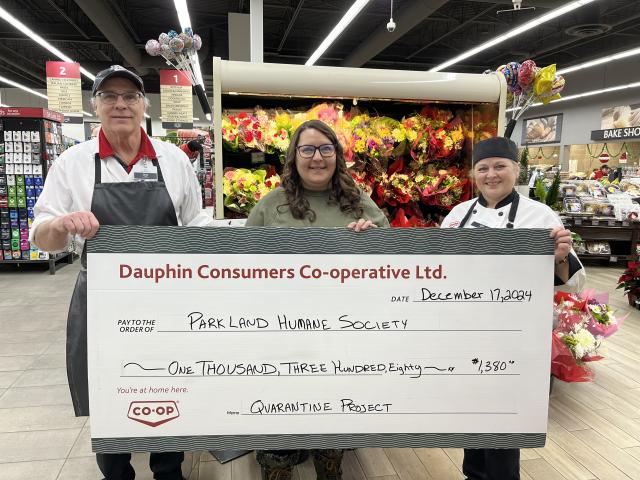 2
1
BAKE SHO
Dauphin Consumers Co-operative Ltd.
DATE December 17, 2024
PAY TO THE ORDER OF PARKLAND HUMANE SOCIETY
ONE THOUSAND, THREE HUNDRED, Eighty $1,380
You're at home here.
CO-OP
Memo QUARANTINE PROJECT